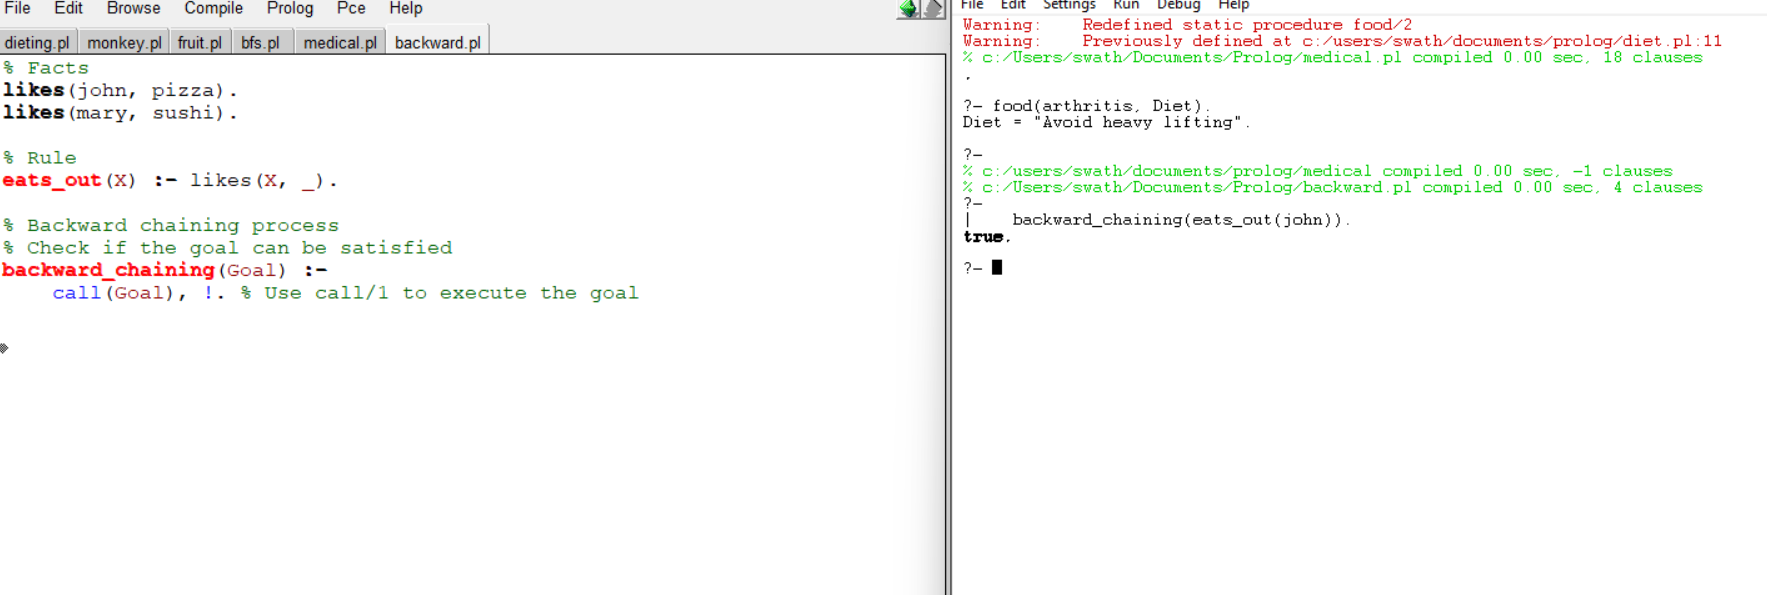 File Edit Browse Compile Prolog Pce Help
dieting.pl monkey.pl fruit.pl bfs.pl medical.pl backward.pl
% Facts
likes(john, pizza).
likes(mary, sushi).
% Rule
eats_out(X) :- likes(X, _).
% Backward chaining process
% Check if the goal can be satisfied
backward_chaining(Goal) :-
call(Goal), !. % Use call/1 to execute the goal
File Edit Settings Run Debug Help
Warning: Redefined static procedure food/2
Warning: Previously defined at c:/users/swath/documents/prolog/diet.pl:11
% c:/Users/swath/Documents/Prolog/medical.pl compiled 0.00 sec, 18 clauses
.
?- food(arthritis, Diet).
Diet = "Avoid heavy lifting".
?-
% c:/users/swath/documents/prolog/medical compiled 0.00 sec, -1 clauses
% c:/Users/swath/Documents/Prolog/backward.pl compiled 0.00 sec, 4 clauses
?-
| backward_chaining(eats_out(john)).
true.
?-